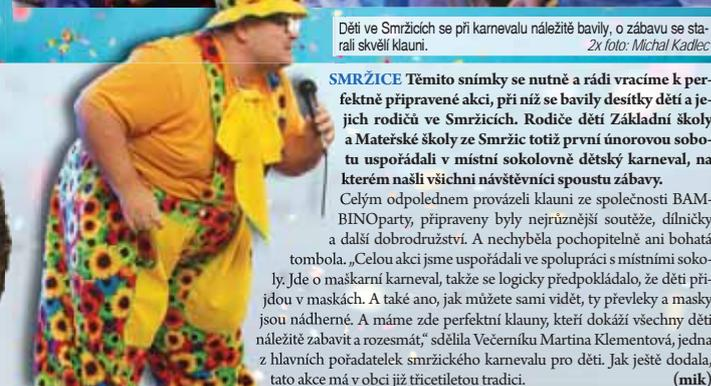 Děti ve Smržicích se při karnevalu náležitě bavily, o zábavu se sta-
rali skvělí klauni. 2x foto: Michal Kadlec
SMRŽICE Těmito snímky se nutně a rádi vracíme k per-
fektně připravené akci, při níž se bavily desítky dětí a je-
jich rodičů ve Smržicích. Rodiče dětí Základní školy
a Mateřské školy ze Smržic totiž první únorovou sobo-
tu uspořádali v místní sokolovně dětský karneval, na
kterém našli všichni návštěvníci spoustu zábavy.
Celým odpolednem provázeli klauni ze společnosti BAM-
BINOparty, připraveny byly nejrůznější soutěže, dílničky
a další dobrodružství. A nechyběla pochopitelně ani bohatá
tombola. „Celou akci jsme uspořádali ve spolupráci s místními soko-
ly. Jde o maškarní karneval, takže se logicky předpokládalo, že děti při-
jdou v maskách. A také ano, jak můžete sami vidět, ty převleky a masky
jsou nádherné. A máme zde perfektní klauny, kteří dokáží všechny děti
náležitě zabavit a rozesmát,“ sdělila Večerníku Martina Klementová, jedna
z hlavních pořadatelek smržického karnevalu pro děti. Jak ještě dodala,
tato akce má v obci již třicetiletou tradici. (mik)